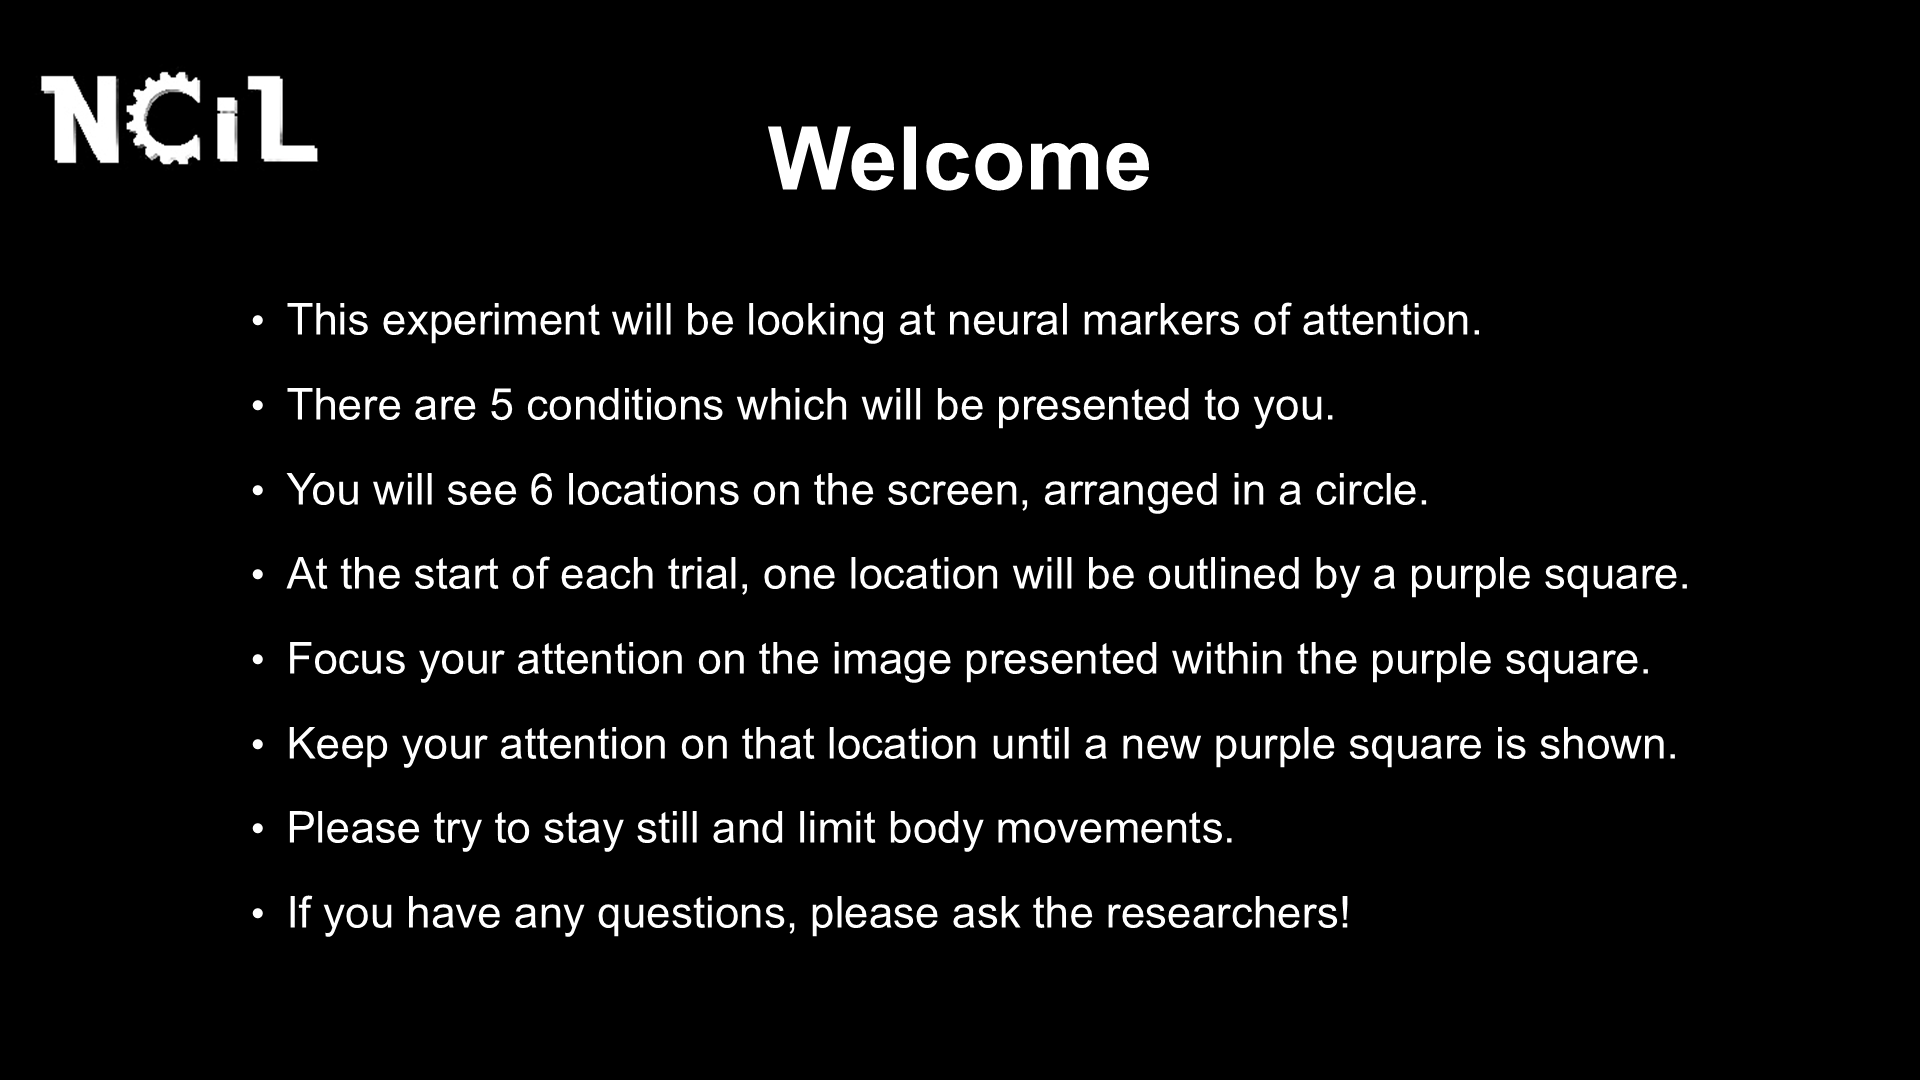 NCiL
Welcome
• This experiment will be looking at neural markers of attention.
• There are 5 conditions which will be presented to you.
• You will see 6 locations on the screen, arranged in a circle.
• At the start of each trial, one location will be outlined by a purple square.
• Focus your attention on the image presented within the purple square.
• Keep your attention on that location until a new purple square is shown.
• Please try to stay still and limit body movements.
• If you have any questions, please ask the researchers!